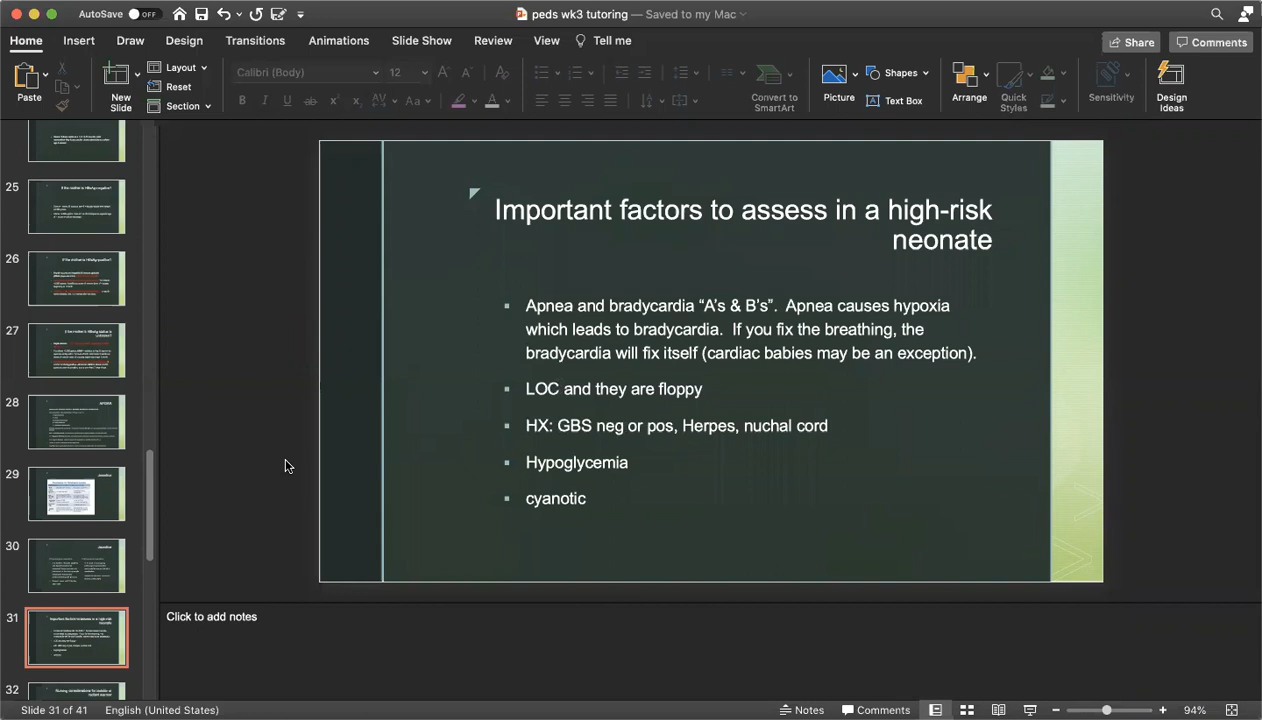 AutoSave OFF
peds wk3 tutoring — Saved to my Mac
Home Insert Draw Design Transitions Animations Slide Show Review View Tell me
Share Comments
Paste
New Slide
Layout
Reset
Section
Calibri (Body) 12
Convert to SmartArt
Picture
Shapes
Text Box
Arrange
Quick Styles
Sensitivity
Design Ideas
25
26
27
28
29
30
31
32
Important factors to assess in a high-risk
neonate
Apnea and bradycardia “A’s & B’s”. Apnea causes hypoxia
which leads to bradycardia. If you fix the breathing, the
bradycardia will fix itself (cardiac babies may be an exception).
LOC and they are floppy
HX: GBS neg or pos, Herpes, nuchal cord
Hypoglycemia
cyanotic
Click to add notes
Slide 31 of 41 English (United States)
Notes Comments 94%